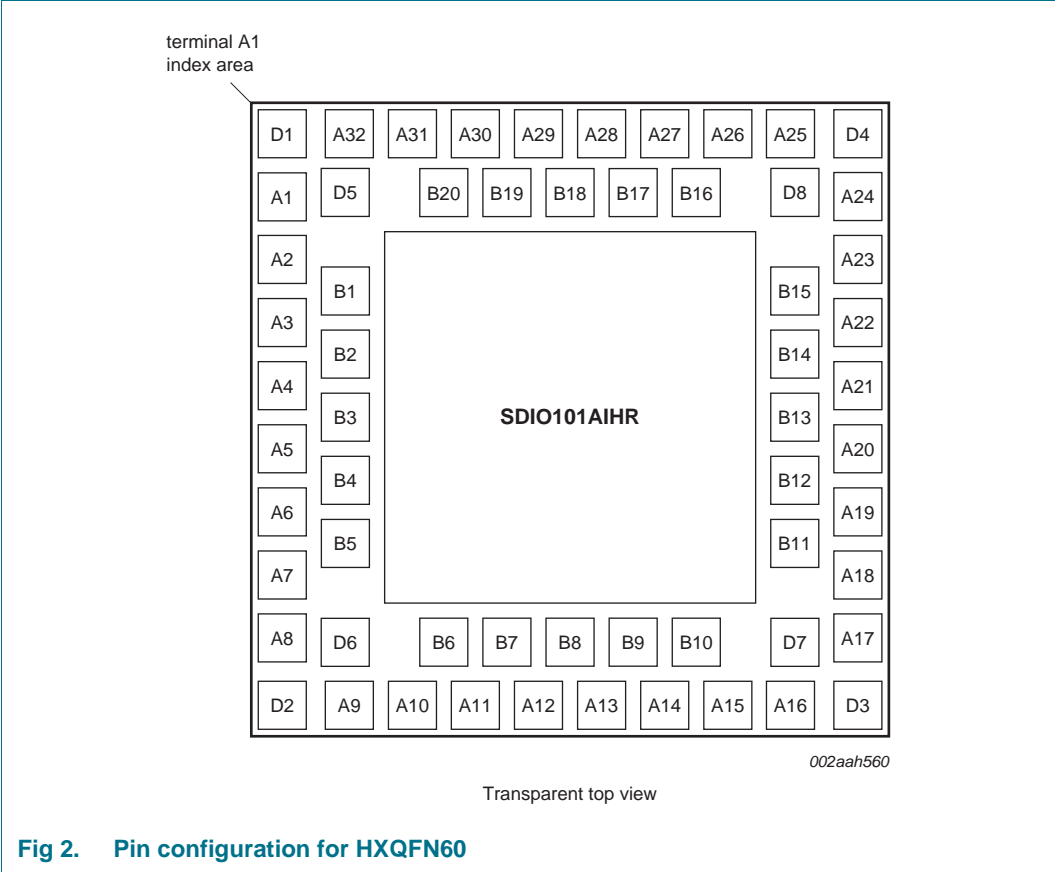 terminal A1
index area
D1 A32 A31 A30 A29 A28 A27 A26 A25 D4
A1 D5 B20 B19 B18 B17 B16 D8 A24
A2 A23
B1 B15
A3 A22
B2 B14
A4 A21
B3 SDIO101AIHR B13
A5 A20
B4 B12
A6 A19
B5 B11
A7 A18
A8 D6 B6 B7 B8 B9 B10 D7 A17
D2 A9 A10 A11 A12 A13 A14 A15 A16 D3
002aah560
Transparent top view
Fig 2. Pin configuration for HXQFN60